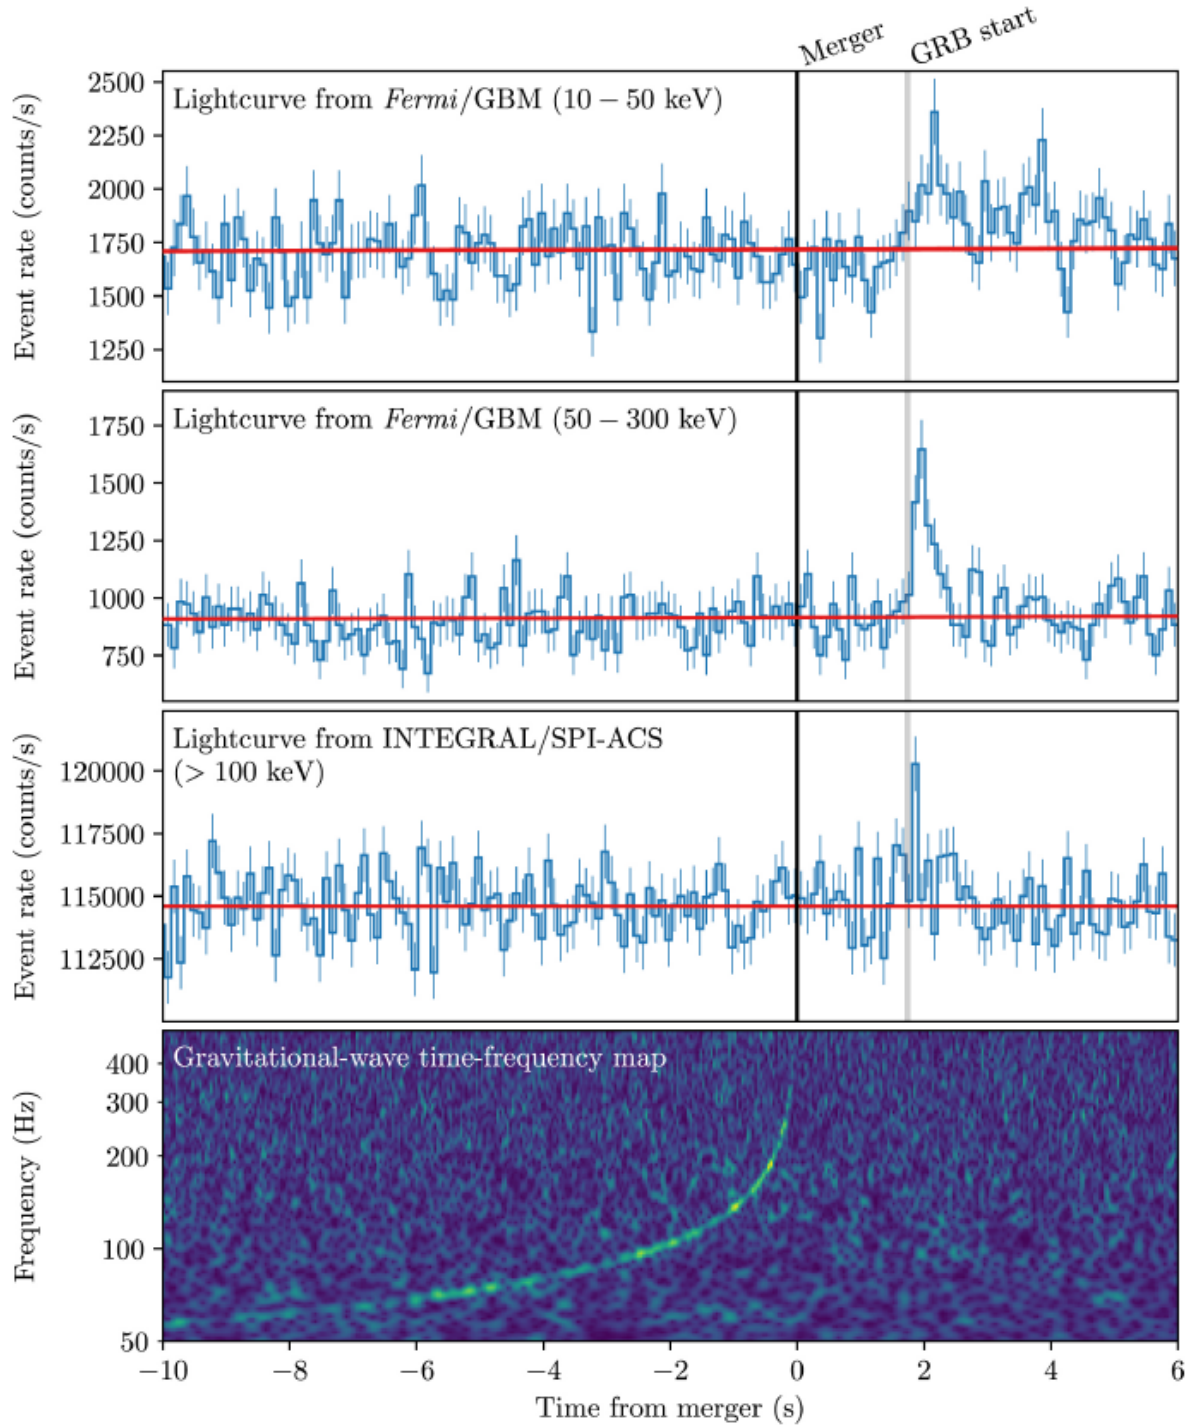 Merger
GRB start
Lightcurve from Fermi/GBM (10 − 50 keV)
Event rate (counts/s)
2500
2250
2000
1750
1500
1250
Lightcurve from Fermi/GBM (50 − 300 keV)
Event rate (counts/s)
1750
1500
1250
1000
750
Lightcurve from INTEGRAL/SPI-ACS
(> 100 keV)
Event rate (counts/s)
120000
117500
115000
112500
Gravitational-wave time-frequency map
Frequency (Hz)
400
300
200
100
50
−10 −8 −6 −4 −2 0 2 4 6
Time from merger (s)